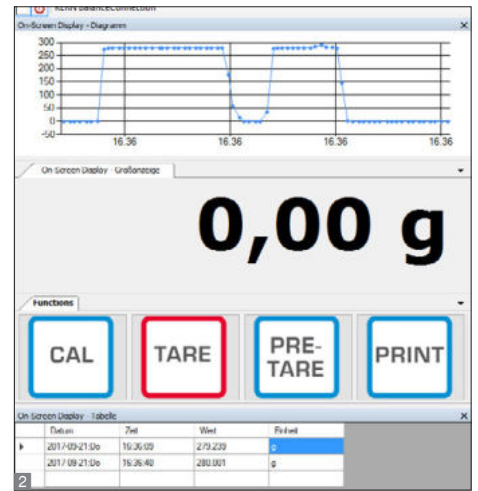 KERN BalanceConnection
On-Screen Display - Diagramm
300
250
200
150
100
50
0
-50
16:36 16:36 16:36 16:36
On-Screen Display - Großanzeige
0,00 g
Functions
CAL
TARE
PRE-
TARE
PRINT
On-Screen Display - Tabelle
Datum Zeit Wert Einheit
2017-09-21:Do 16:36:09 279.239 g
2017-09-21:Do 16:36:40 280.001 g
2